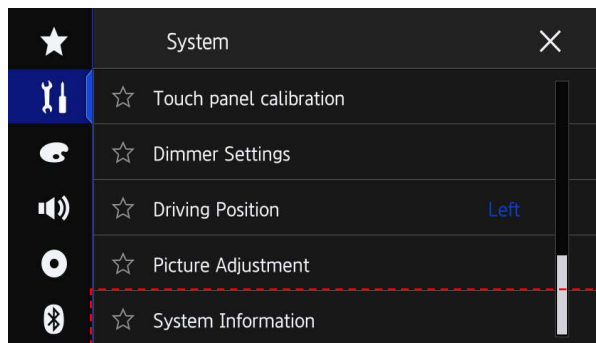 System
Touch panel calibration
Dimmer Settings
Driving Position Left
Picture Adjustment
System Information